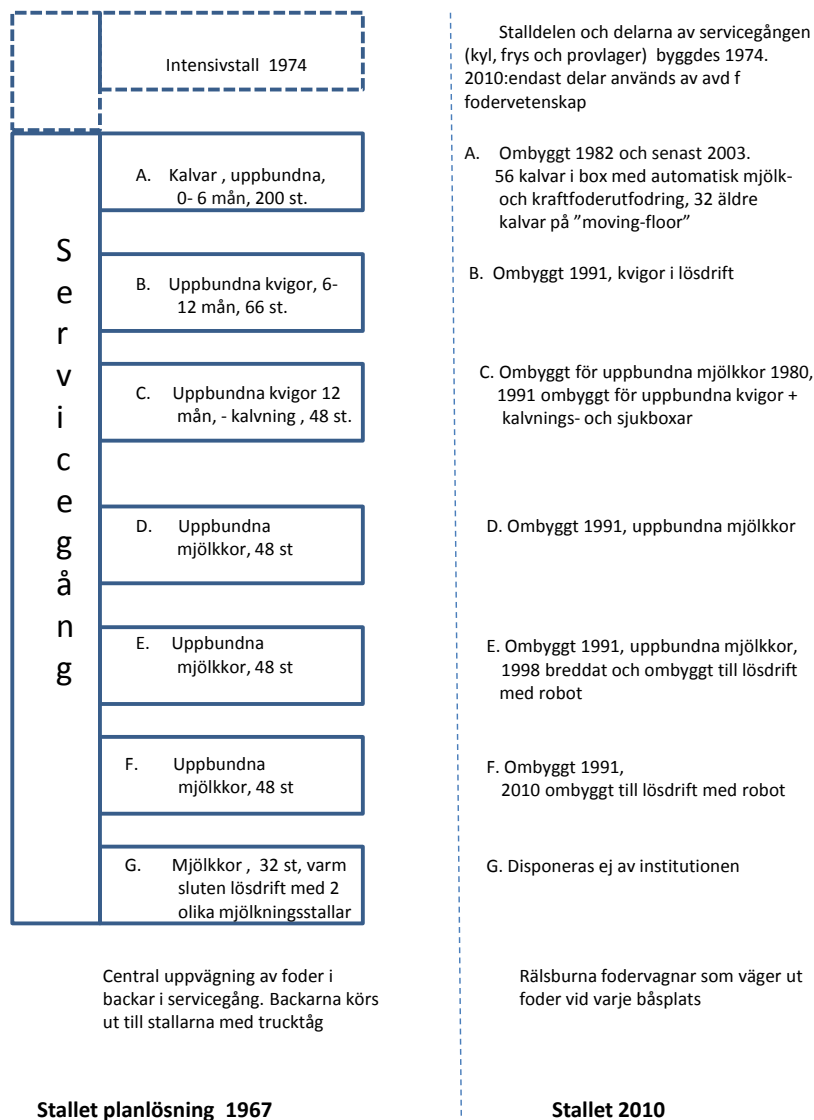 Intensivstall 1974
A. Kalvar , uppbundna,
0- 6 mån, 200 st.
B. Uppbundna kvigor, 6-
12 mån, 66 st.
C. Uppbundna kvigor 12
mån, - kalvning , 48 st.
D. Uppbundna
mjölkkor, 48 st
E. Uppbundna
mjölkkor, 48 st
F. Uppbundna
mjölkkor, 48 st
G. Mjölkkor , 32 st, varm
sluten lösdrift med 2
olika mjölkningsstallar
Servicegång
Central uppvägning av foder i
backar i servicegång. Backarna körs
ut till stallarna med trucktåg
Stallet planlösning 1967
Stalldelen och delarna av servicegången
(kyl, frys och provlager) byggdes 1974.
2010:endast delar används av avd f
fodervetenskap
A. Ombyggt 1982 och senast 2003.
56 kalvar i box med automatisk mjölk-
och kraftfoderutfodring, 32 äldre
kalvar på ”moving-floor”
B. Ombyggt 1991, kvigor i lösdrift
C. Ombyggt för uppbundna mjölkkor 1980,
1991 ombyggt för uppbundna kvigor +
kalvnings- och sjukboxar
D. Ombyggt 1991, uppbundna mjölkkor
E. Ombyggt 1991, uppbundna mjölkkor,
1998 breddat och ombyggt till lösdrift
med robot
F. Ombyggt 1991,
2010 ombyggt till lösdrift med robot
G. Disponeras ej av institutionen
Rälsburna fodervagnar som väger ut
foder vid varje båsplats
Stallet 2010